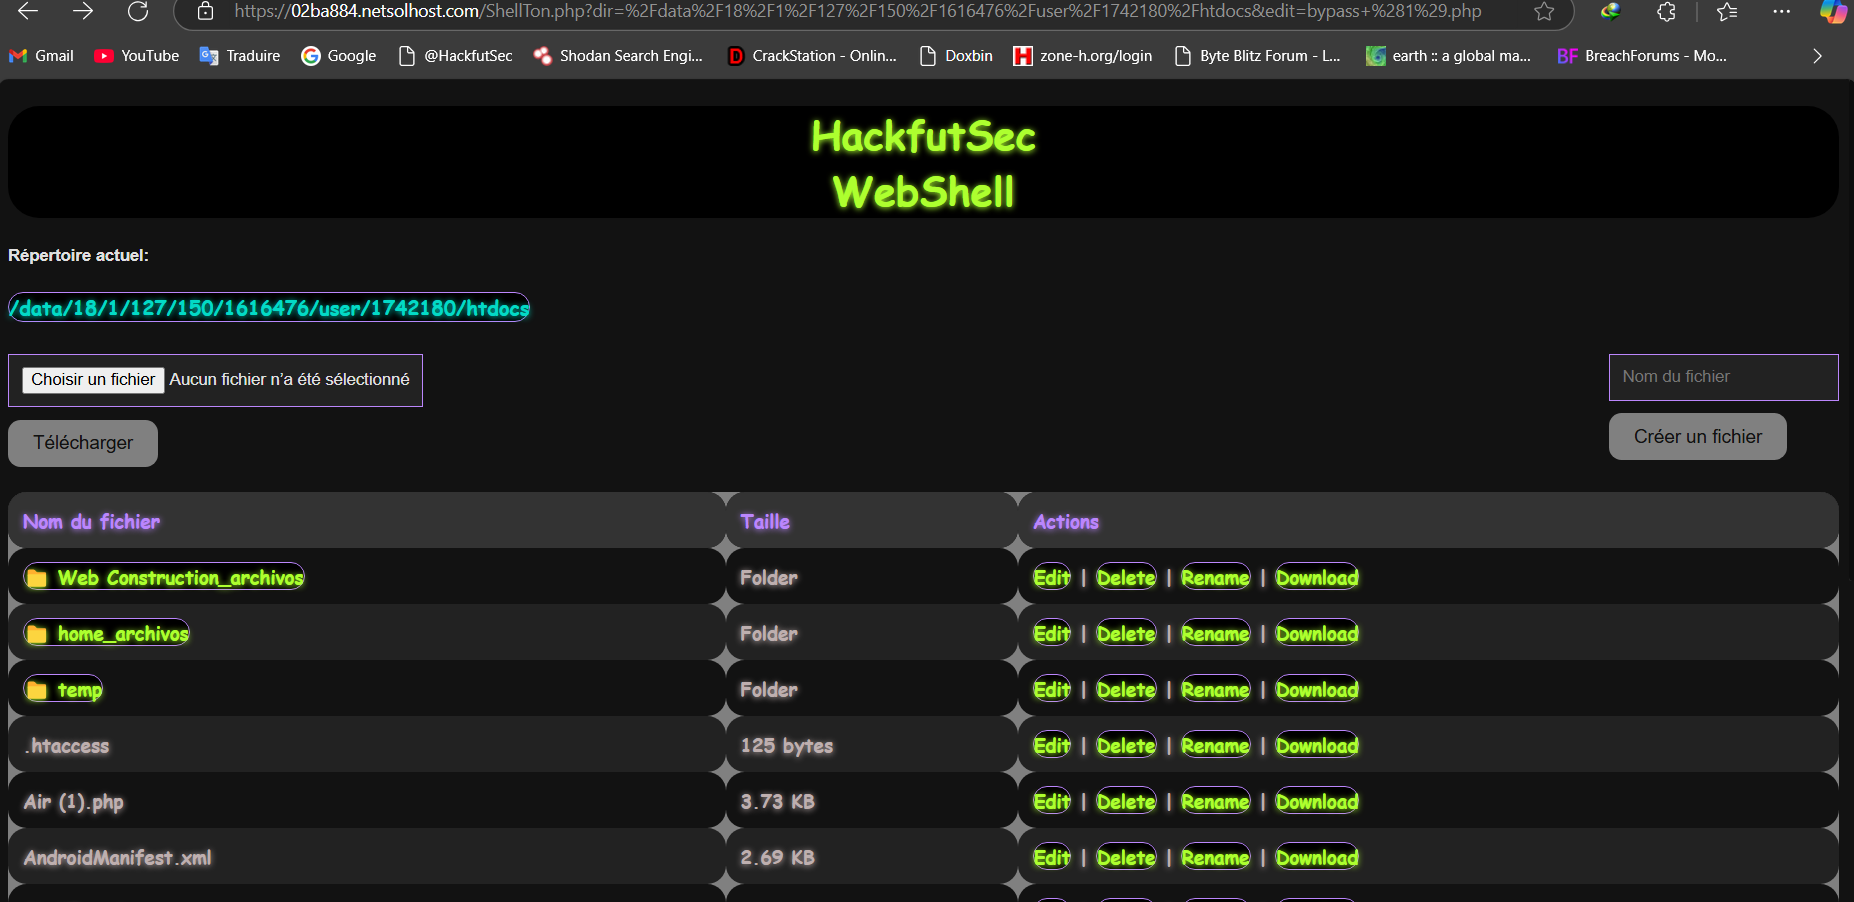 https://02ba884.netsolhost.com/ShellTon.php?dir=%2Fdata%2F18%2F1%2F127%2F150%2F1616476%2Fuser%2F1742180%2Fhtdocs&edit=bypass+%281%29.php
Gmail YouTube Traduire Google @HackfutSec Shodan Search Engi... CrackStation - Onlin... Doxbin zone-h.org/login Byte Blitz Forum - L... earth :: a global ma... BF BreachForums - Mo...
HackfutSec
WebShell
Répertoire actuel:
/data/18/1/127/150/1616476/user/1742180/htdocs
Choisir un fichier Aucun fichier n’a été sélectionné Nom du fichier
Télécharger Créer un fichier
Nom du fichier Taille Actions
Web Construction_archivos Folder Edit | Delete | Rename | Download
home_archivos Folder Edit | Delete | Rename | Download
temp Folder Edit | Delete | Rename | Download
.htaccess 125 bytes Edit | Delete | Rename | Download
Air (1).php 3.73 KB Edit | Delete | Rename | Download
AndroidManifest.xml 2.69 KB Edit | Delete | Rename | Download